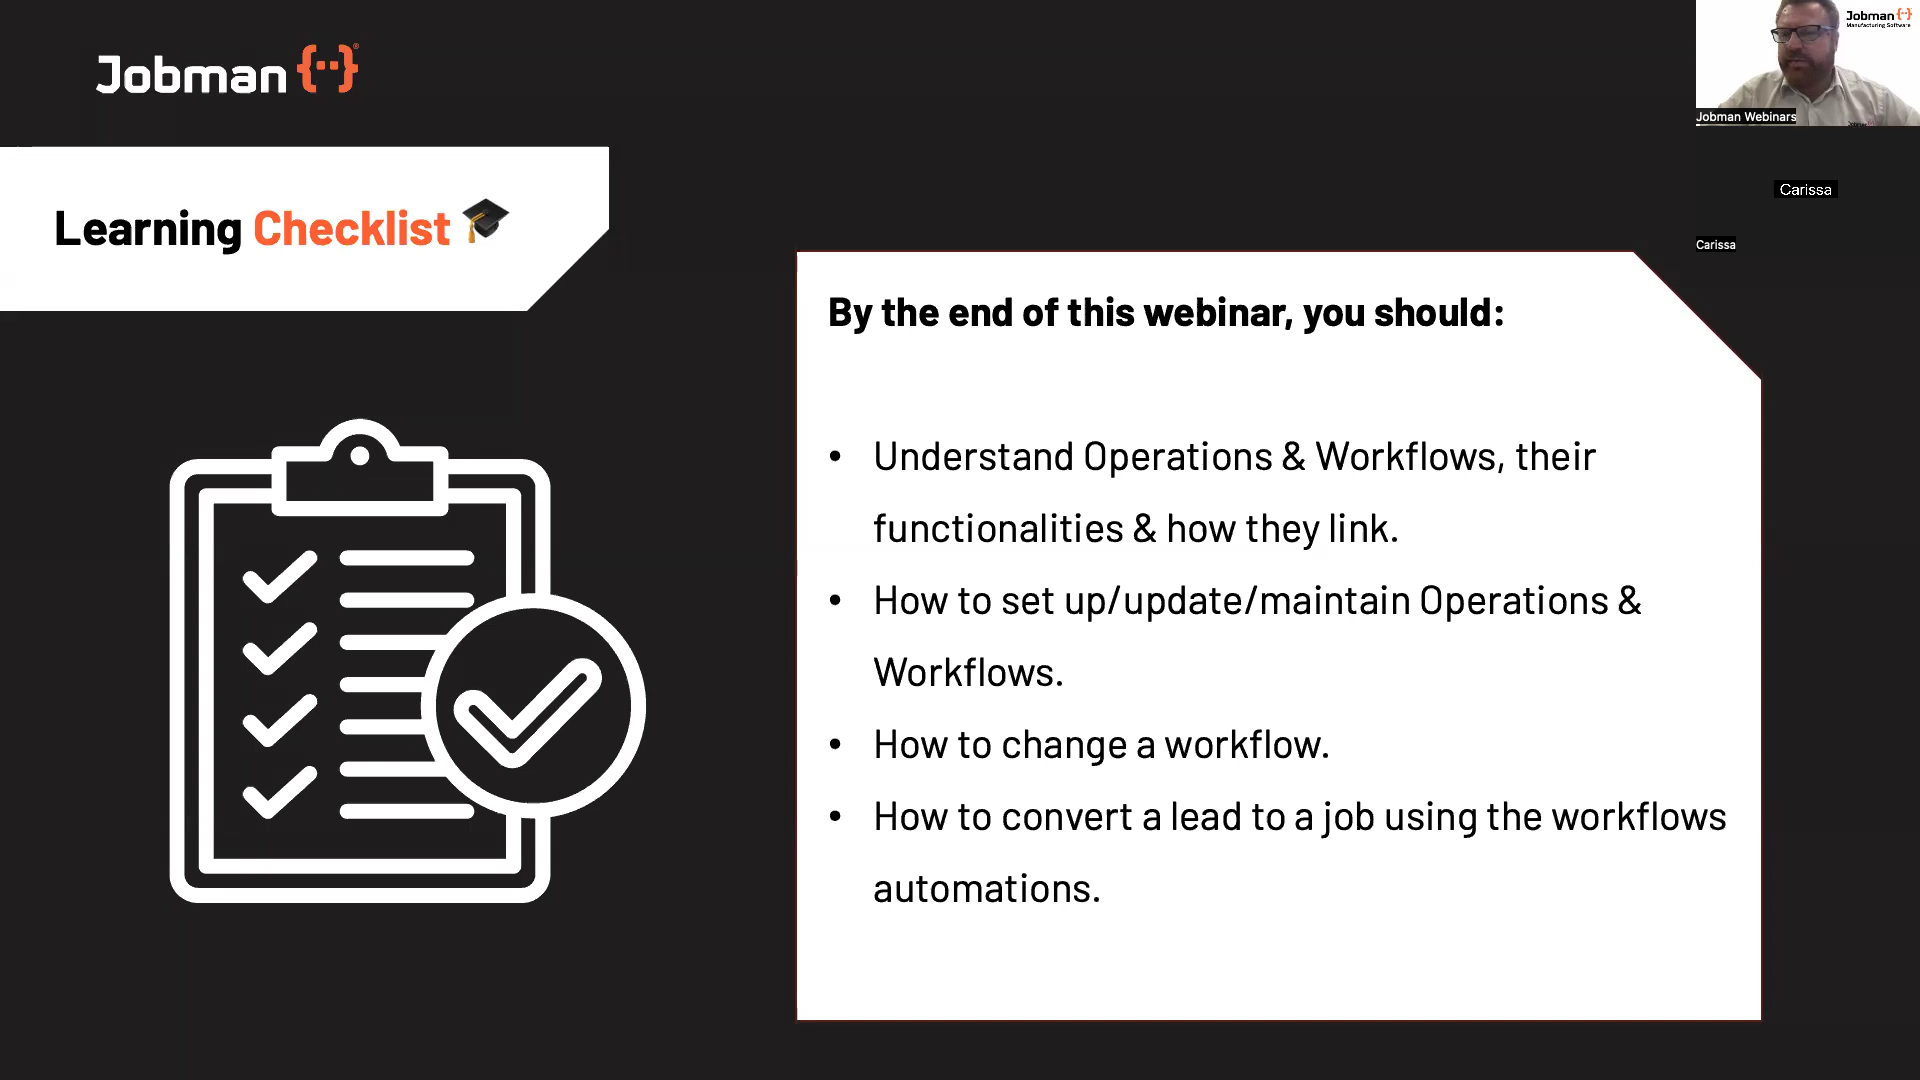 Jobman
Jobman
Manufacturing Software
Jobman Webinars
Carissa
Carissa
Learning Checklist
By the end of this webinar, you should:
• Understand Operations & Workflows, their
functionalities & how they link.
• How to set up/update/maintain Operations &
Workflows.
• How to change a workflow.
• How to convert a lead to a job using the workflows
automations.